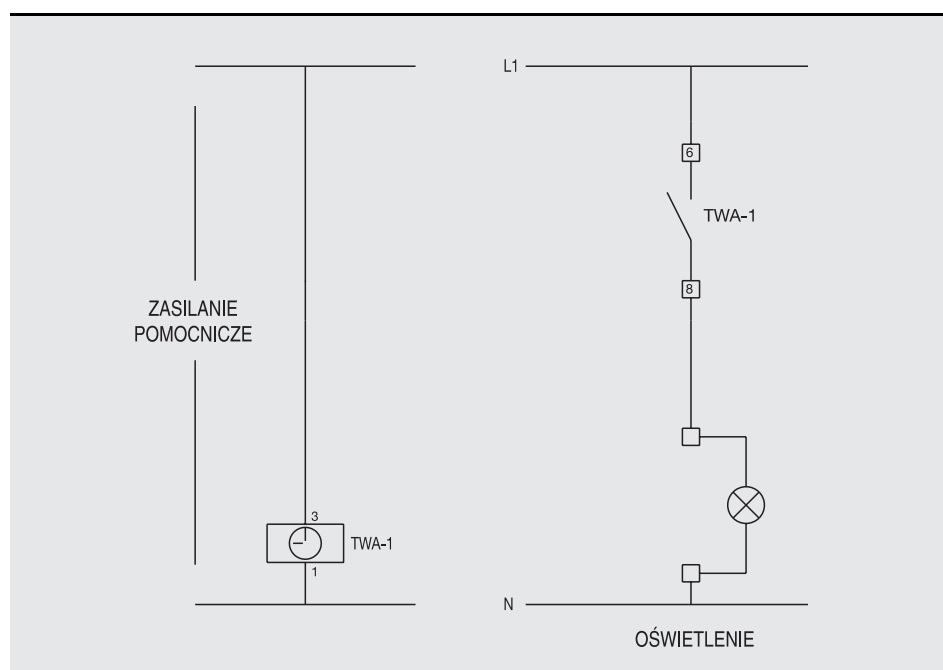 L1
6
TWA-1
8
ZASILANIE
POMOCNICZE
3
TWA-1
1
N
OŚWIETLENIE